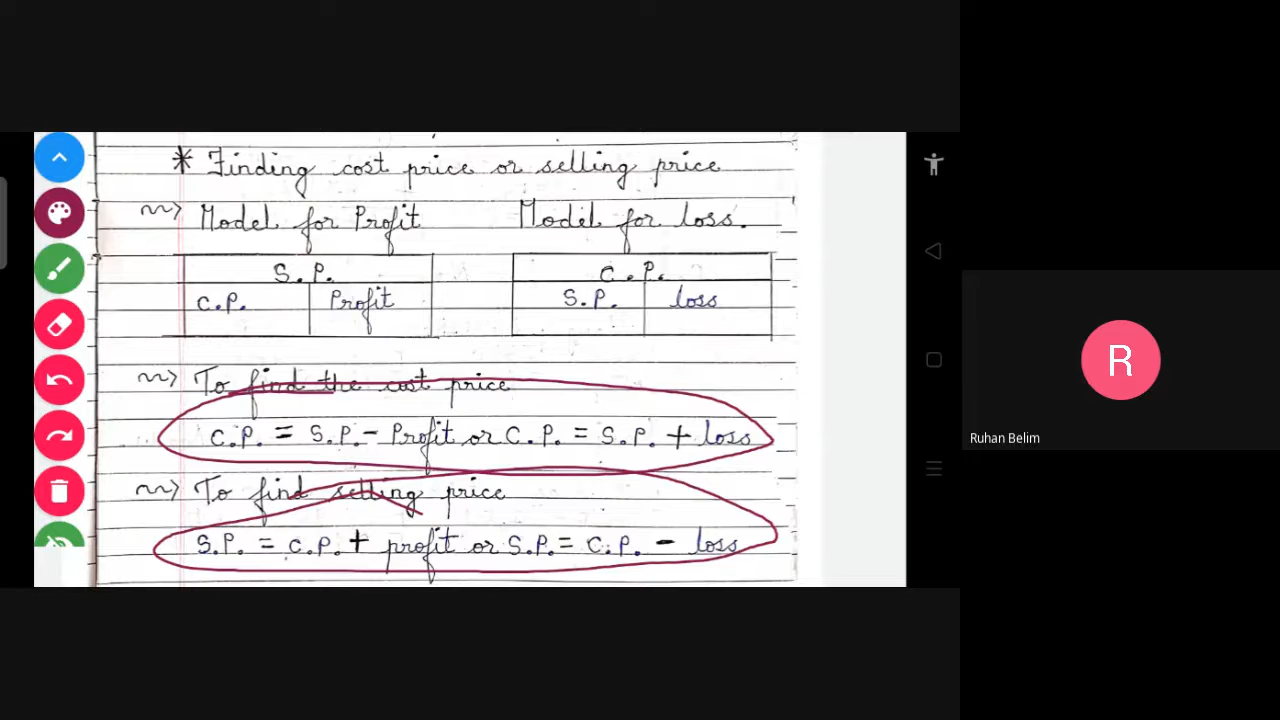 * Finding cost price or selling price
~> Model for Profit Model for loss.
S.P. C.P.
C.P. Profit S.P. loss
~> To find the cost price
C.P. = S.P. - Profit or C.P. = S.P. + loss
~> To find selling price
S.P. = C.P. + profit or S.P. = C.P. - loss
R
Ruhan Belim